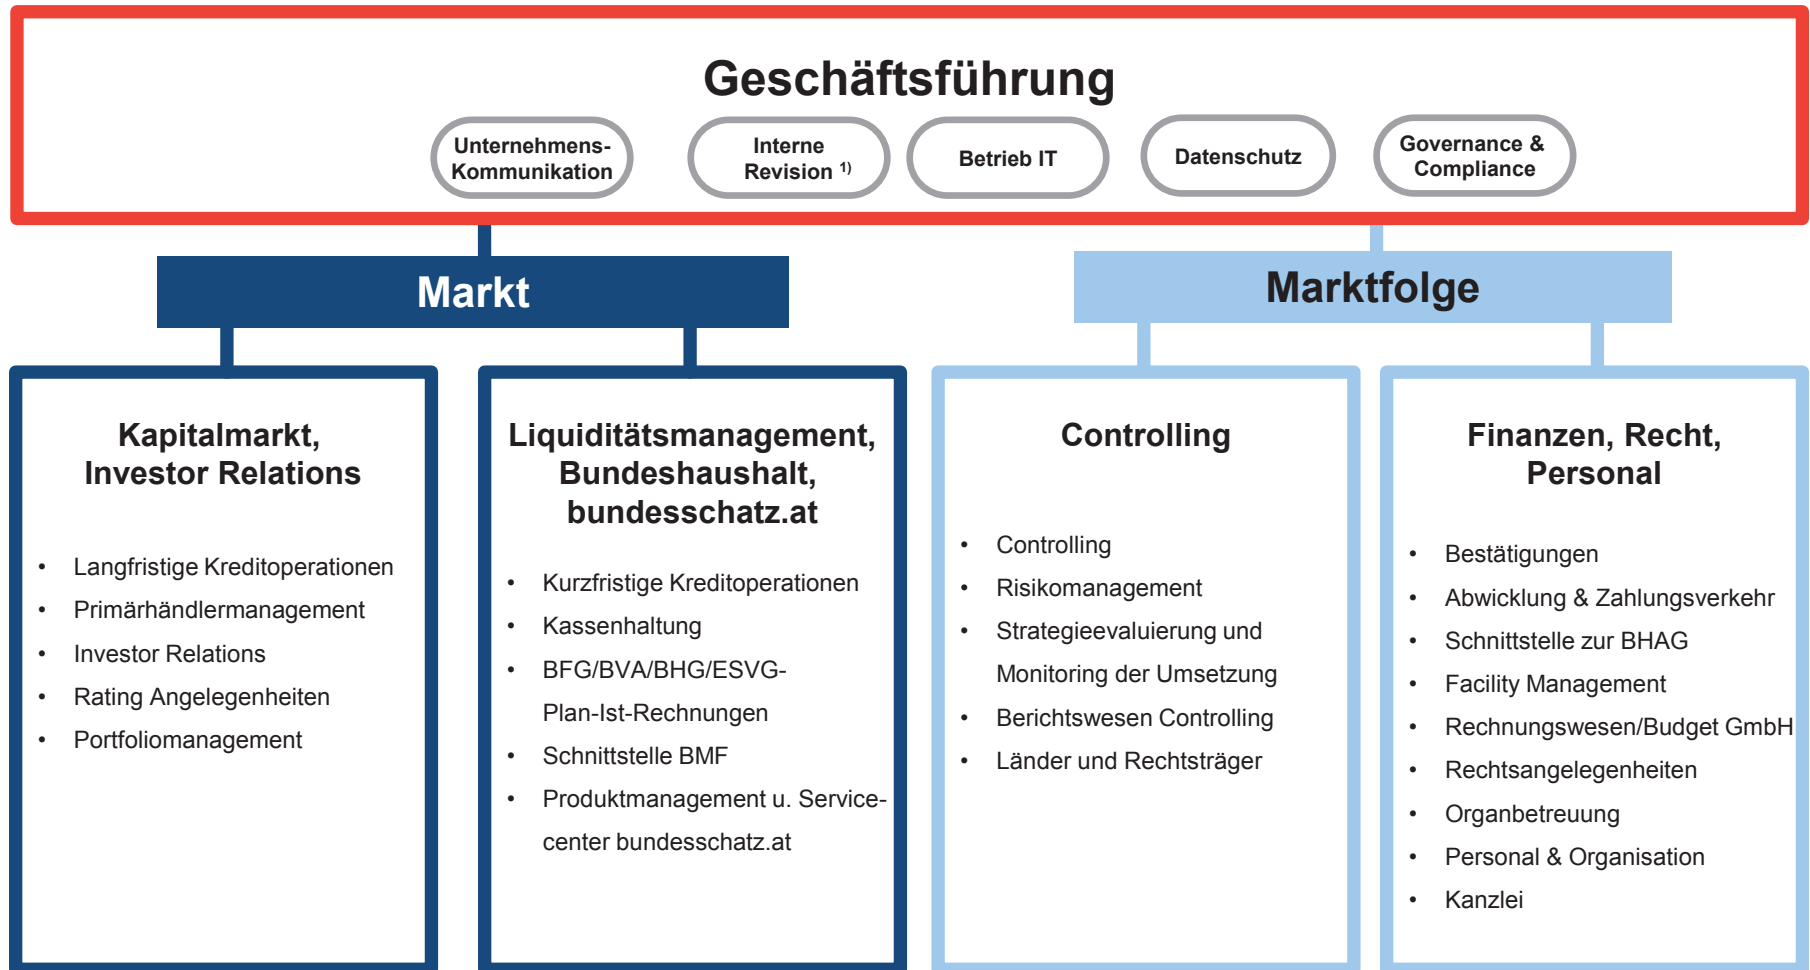 Geschäftsführung
Unternehmens-
Kommunikation
Interne
Revision ¹⁾
Betrieb IT
Datenschutz
Governance &
Compliance
Markt
Marktfolge
Kapitalmarkt,
Investor Relations
• Langfristige Kreditoperationen
• Primärhändlermanagement
• Investor Relations
• Rating Angelegenheiten
• Portfoliomanagement
Liquiditätsmanagement,
Bundeshaushalt,
bundesschatz.at
• Kurzfristige Kreditoperationen
• Kassenhaltung
• BFG/BVA/BHG/ESVG-
Plan-Ist-Rechnungen
• Schnittstelle BMF
• Produktmanagement u. Service-
center bundesschatz.at
Controlling
• Controlling
• Risikomanagement
• Strategieevaluierung und
Monitoring der Umsetzung
• Berichtswesen Controlling
• Länder und Rechtsträger
Finanzen, Recht,
Personal
• Bestätigungen
• Abwicklung & Zahlungsverkehr
• Schnittstelle zur BHAG
• Facility Management
• Rechnungswesen/Budget GmbH
• Rechtsangelegenheiten
• Organbetreuung
• Personal & Organisation
• Kanzlei